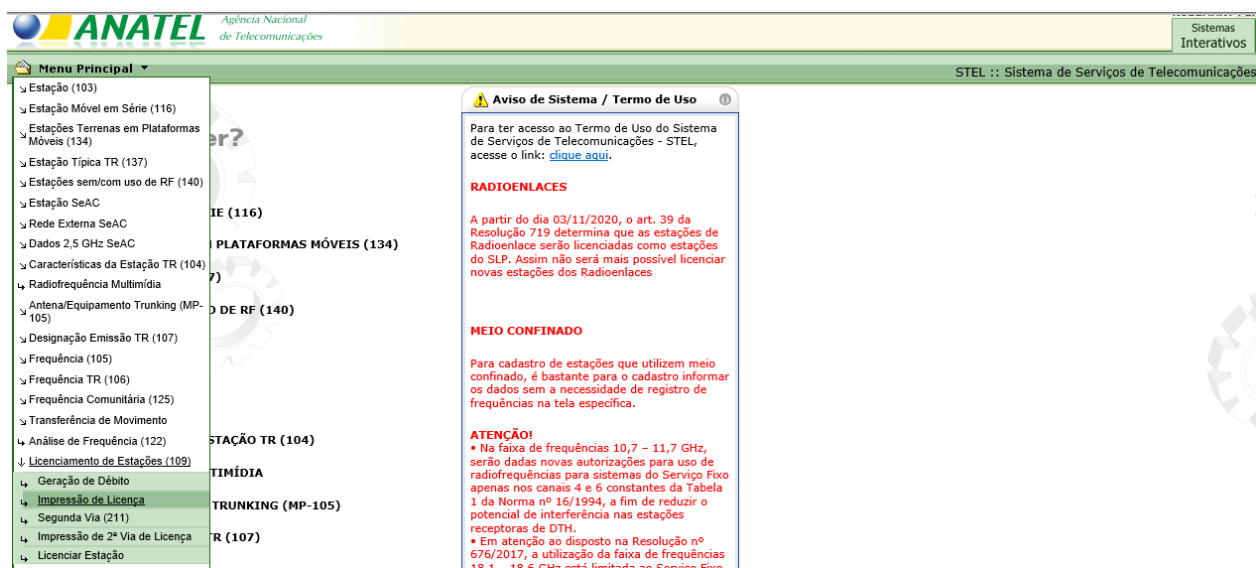 ANATEL
Agência Nacional
de Telecomunicações
Sistemas
Interativos
Menu Principal
STEL :: Sistema de Serviços de Telecomunicações
Estação (103)
Estação Móvel em Série (116)
Estações Terrenas em Plataformas
Móveis (134)
Estação Típica TR (137)
Estações sem/com uso de RF (140)
Estação SeAC
Rede Externa SeAC
Dados 2,5 GHz SeAC
Características da Estação TR (104)
Radiofrequência Multimídia
Antena/Equipamento Trunking (MP-
105)
Designação Emissão TR (107)
Frequência (105)
Frequência TR (106)
Frequência Comunitária (125)
Transferência de Movimento
Análise de Frequência (122)
Licenciamento de Estações (109)
Geração de Débito
Impressão de Licença
Segunda Via (211)
Impressão de 2ª Via de Licença
Licenciar Estação
er?
IE (116)
PLATAFORMAS MÓVEIS (134)
7)
O DE RF (140)
STAÇÃO TR (104)
TIMÍDIA
TRUNKING (MP-105)
R (107)
Aviso de Sistema / Termo de Uso
Para ter acesso ao Termo de Uso do Sistema
de Serviços de Telecomunicações - STEL,
acesse o link: clique aqui.
RADIOENLACES
A partir do dia 03/11/2020, o art. 39 da
Resolução 719 determina que as estações de
Radioenlace serão licenciadas como estações
do SLP. Assim não será mais possível licenciar
novas estações dos Radioenlaces
MEIO CONFINADO
Para cadastro de estações que utilizem meio
confinado, é bastante para o cadastro informar
os dados sem a necessidade de registro de
frequências na tela específica.
ATENÇÃO!
• Na faixa de frequências 10,7 – 11,7 GHz,
serão dadas novas autorizações para uso de
radiofrequências para sistemas do Serviço Fixo
apenas nos canais 4 e 6 constantes da Tabela
1 da Norma nº 16/1994, a fim de reduzir o
potencial de interferência nas estações
receptoras de DTH.
• Em atenção ao disposto na Resolução nº
676/2017, a utilização da faixa de frequências
18,1 – 18,6 GHz está limitada ao Serviço Fixo